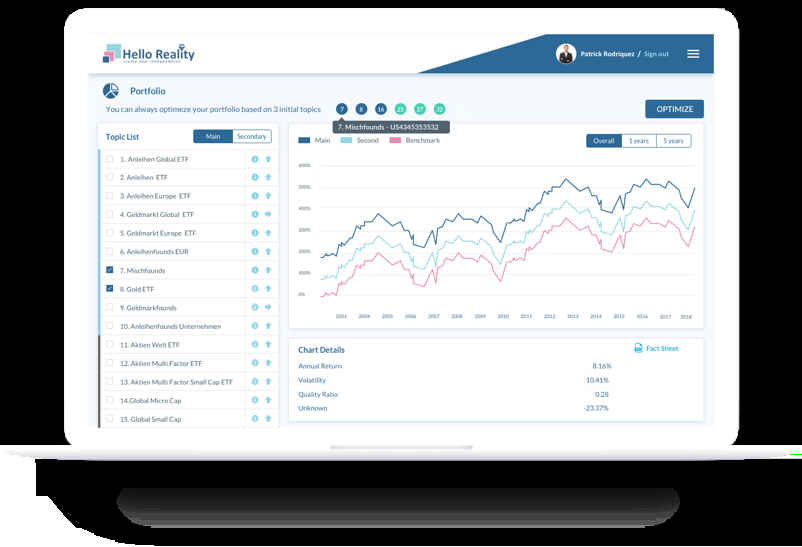 Hello Reality
create your independence
Patrick Rodriquez / Sign out
Portfolio
You can always optimeze your portfolio based on 3 initial topics
7 8 16 25 27 32
OPTIMIZE
7. Mischfounds - US4345353532
Topic List
Main Secondary
1. Anleihen Global ETF
2. Anleihen ETF
3. Anleihen Europe ETF
4. Geldmarkt Global ETF
5. Geldmarkt Europe ETF
6. Anleihenfounds EUR
7. Mischfounds
8. Gold ETF
9. Geldmarkfounds
10. Anleihenfounds Unternehmen
11. Aktien Welt ETF
12. Aktien Multi Factor ETF
13. Aktien Multi Factor Small Cap ETF
14.Global Micro Cap
15. Global Small Cap
Main Second Benchmark
Overall 1 years 5 years
600%
500%
400%
300%
200%
100%
0%
2003 2004 2005 2006 2007 2008 2009 2010 2011 2012 2013 2014 2015 2016 2017 2018
Chart Details
Fact Sheet
Annual Return 8.16%
Volatility 10.41%
Quality Ratio 0.28
Unknown -23.37%